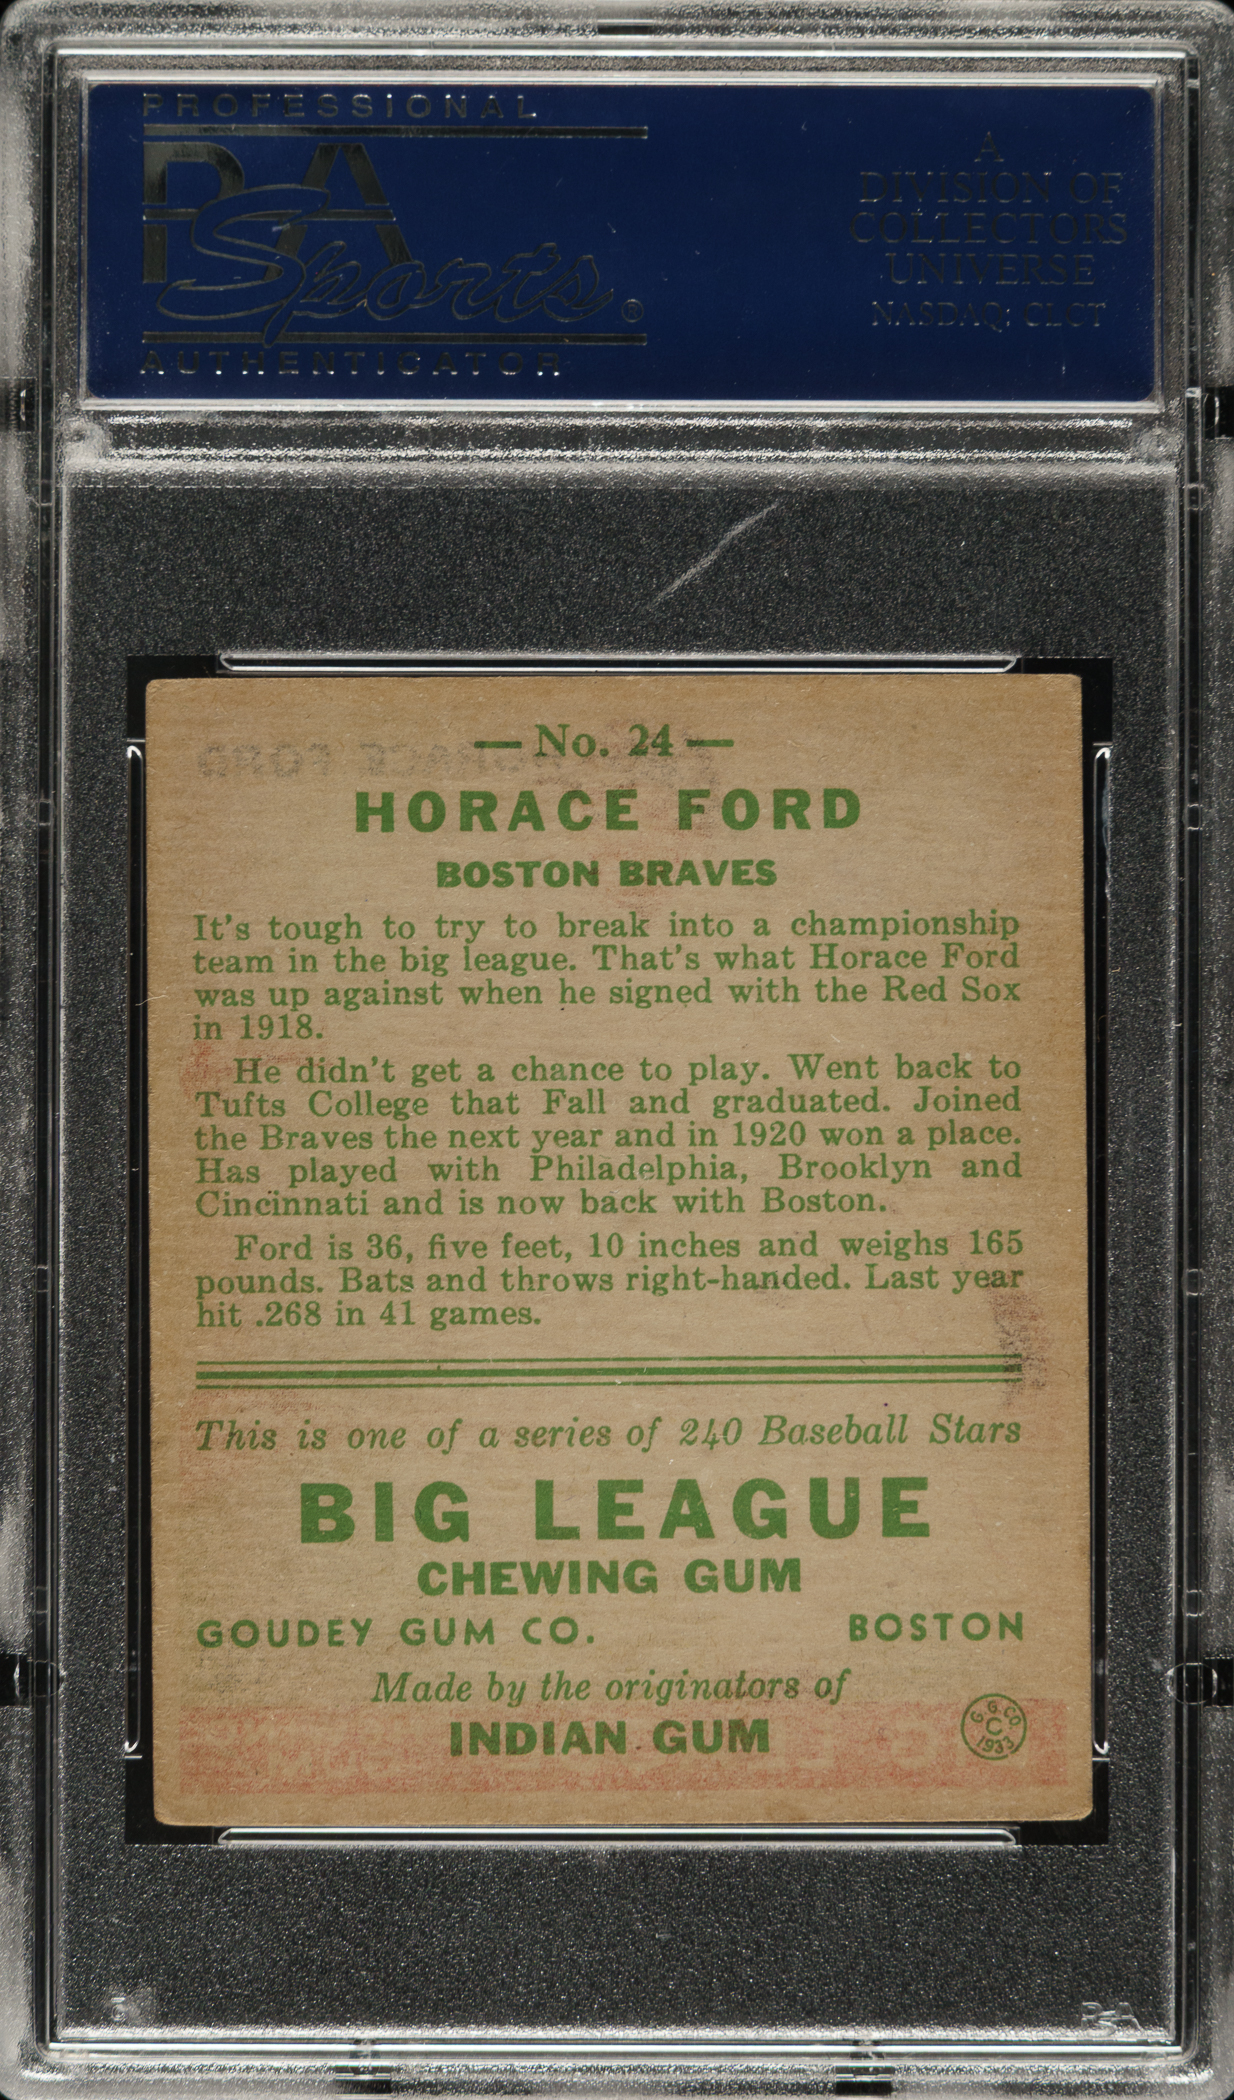 PROFESSIONAL
PSA
Sports®
AUTHENTICATOR
A
DIVISION OF
COLLECTORS
UNIVERSE
NASDAQ: CLCT
— No. 24 —
HORACE FORD
BOSTON BRAVES
It's tough to try to break into a championship
team in the big league. That's what Horace Ford
was up against when he signed with the Red Sox
in 1918.
He didn't get a chance to play. Went back to
Tufts College that Fall and graduated. Joined
the Braves the next year and in 1920 won a place.
Has played with Philadelphia, Brooklyn and
Cincinnati and is now back with Boston.
Ford is 36, five feet, 10 inches and weighs 165
pounds. Bats and throws right-handed. Last year
hit .268 in 41 games.
This is one of a series of 240 Baseball Stars
BIG LEAGUE
CHEWING GUM
GOUDEY GUM CO. BOSTON
Made by the originators of
INDIAN GUM
G. G. CO.
C
1933
PSA